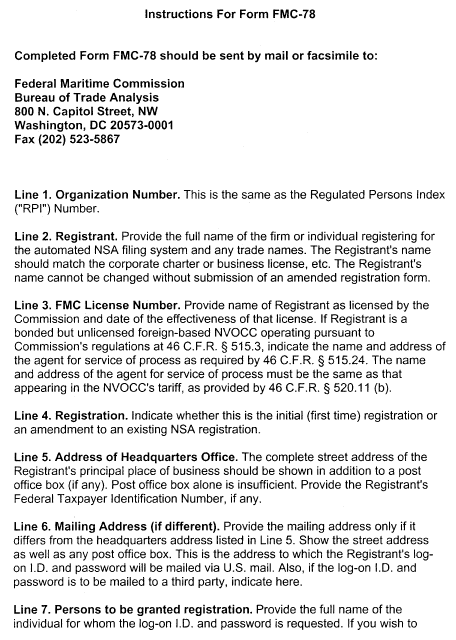 Instructions For Form FMC-78
Completed Form FMC-78 should be sent by mail or facsimile to:
Federal Maritime Commission
Bureau of Trade Analysis
800 N. Capitol Street, NW
Washington, DC 20573-0001
Fax (202) 523-5867
Line 1. Organization Number. This is the same as the Regulated Persons Index
("RPI") Number.
Line 2. Registrant. Provide the full name of the firm or individual registering for
the automated NSA filing system and any trade names. The Registrant's name
should match the corporate charter or business license, etc. The Registrant's
name cannot be changed without submission of an amended registration form.
Line 3. FMC License Number. Provide name of Registrant as licensed by the
Commission and date of the effectiveness of that license. If Registrant is a
bonded but unlicensed foreign-based NVOCC operating pursuant to
Commission's regulations at 46 C.F.R. § 515.3, indicate the name and address of
the agent for service of process as required by 46 C.F.R. § 515.24. The name
and address of the agent for service of process must be the same as that
appearing in the NVOCC's tariff, as provided by 46 C.F.R. § 520.11 (b).
Line 4. Registration. Indicate whether this is the initial (first time) registration or
an amendment to an existing NSA registration.
Line 5. Address of Headquarters Office. The complete street address of the
Registrant's principal place of business should be shown in addition to a post
office box (if any). Post office box alone is insufficient. Provide the Registrant's
Federal Taxpayer Identification Number, if any.
Line 6. Mailing Address (if different). Provide the mailing address only if it
differs from the headquarters address listed in Line 5. Show the street address
as well as any post office box. This is the address to which the Registrant's log-
on I.D. and password will be mailed via U.S. mail. Also, if the log-on I.D. and
password is to be mailed to a third party, indicate here.
Line 7. Persons to be granted registration. Provide the full name of the
individual for whom the log-on I.D. and password is requested. If you wish to